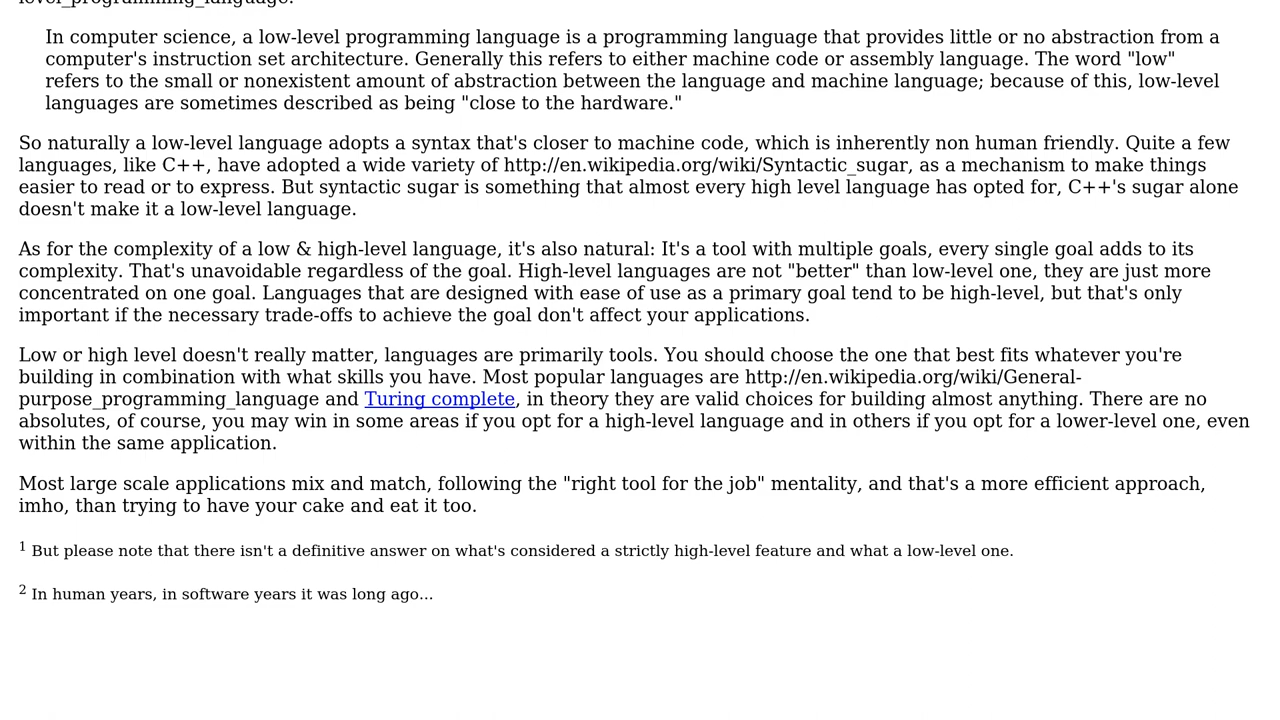 level_programming_language.
In computer science, a low-level programming language is a programming language that provides little or no abstraction from a
computer's instruction set architecture. Generally this refers to either machine code or assembly language. The word "low"
refers to the small or nonexistent amount of abstraction between the language and machine language; because of this, low-level
languages are sometimes described as being "close to the hardware."
So naturally a low-level language adopts a syntax that's closer to machine code, which is inherently non human friendly. Quite a few
languages, like C++, have adopted a wide variety of http://en.wikipedia.org/wiki/Syntactic_sugar, as a mechanism to make things
easier to read or to express. But syntactic sugar is something that almost every high level language has opted for, C++'s sugar alone
doesn't make it a low-level language.
As for the complexity of a low & high-level language, it's also natural: It's a tool with multiple goals, every single goal adds to its
complexity. That's unavoidable regardless of the goal. High-level languages are not "better" than low-level one, they are just more
concentrated on one goal. Languages that are designed with ease of use as a primary goal tend to be high-level, but that's only
important if the necessary trade-offs to achieve the goal don't affect your applications.
Low or high level doesn't really matter, languages are primarily tools. You should choose the one that best fits whatever you're
building in combination with what skills you have. Most popular languages are http://en.wikipedia.org/wiki/General-
purpose_programming_language and Turing complete, in theory they are valid choices for building almost anything. There are no
absolutes, of course, you may win in some areas if you opt for a high-level language and in others if you opt for a lower-level one, even
within the same application.
Most large scale applications mix and match, following the "right tool for the job" mentality, and that's a more efficient approach,
imho, than trying to have your cake and eat it too.
1 But please note that there isn't a definitive answer on what's considered a strictly high-level feature and what a low-level one.
2 In human years, in software years it was long ago...